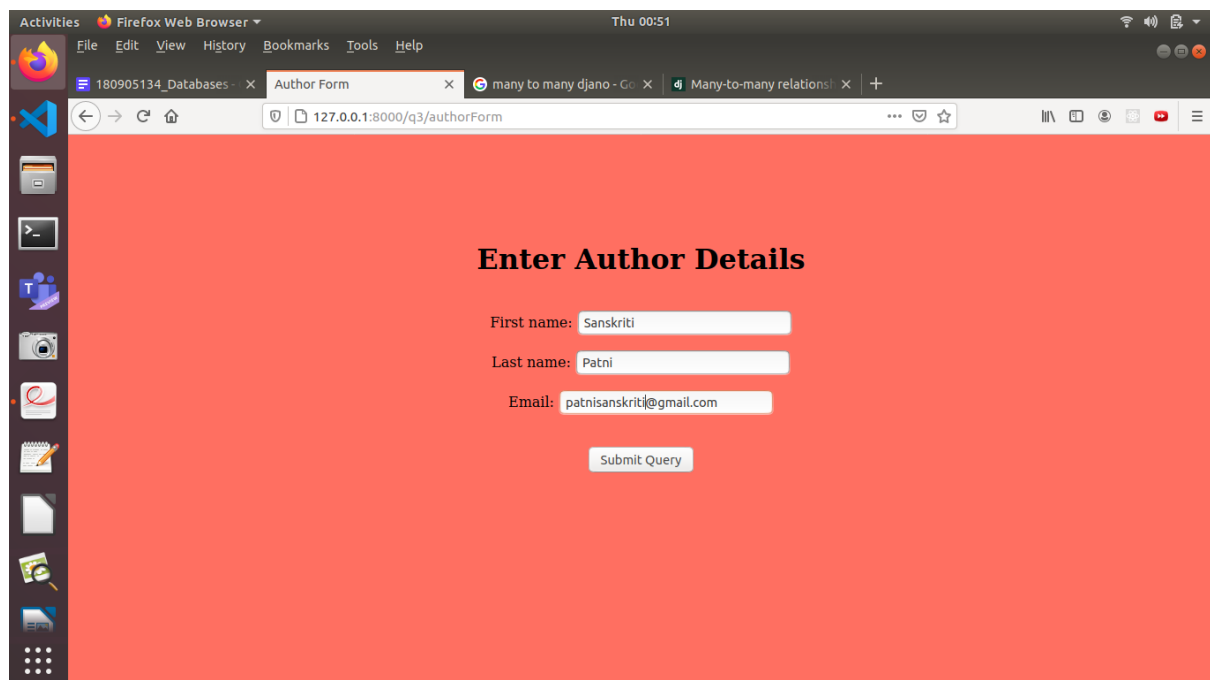 Activities Firefox Web Browser Thu 00:51
File Edit View History Bookmarks Tools Help
180905134_Databases - Author Form many to many djano - Go Many-to-many relationsh
127.0.0.1:8000/q3/authorForm
Enter Author Details
First name: Sanskriti
Last name: Patni
Email: patnisanskriti@gmail.com
Submit Query